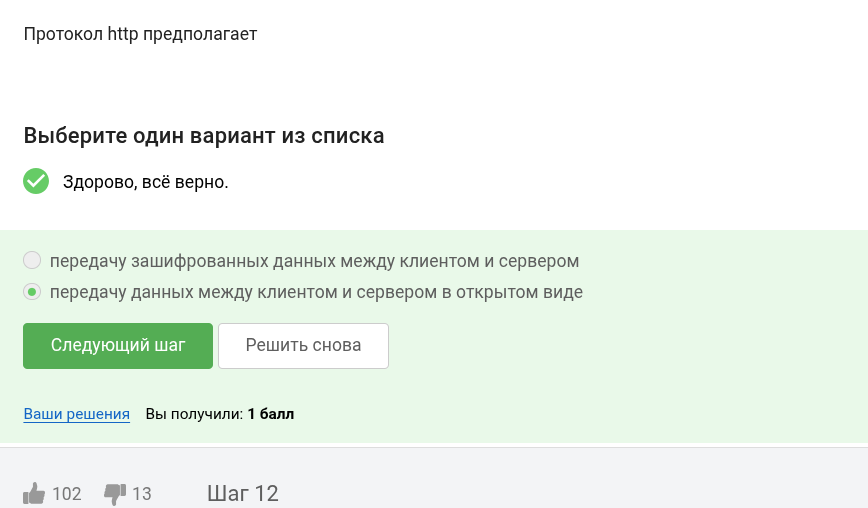 Протокол http предполагает
Выберите один вариант из списка
Здорово, всё верно.
передачу зашифрованных данных между клиентом и сервером
передачу данных между клиентом и сервером в открытом виде
Следующий шаг Решить снова
Ваши решения Вы получили: 1 балл
102 13 Шаг 12